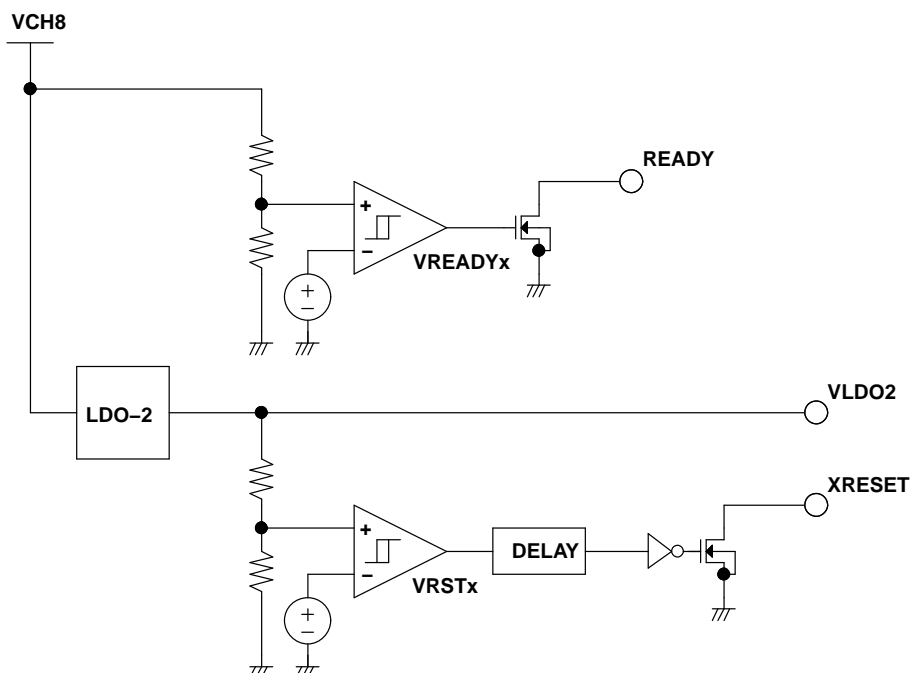 VCH8
READY
+
−
VREADYx
+
−
LDO−2
VLDO2
XRESET
+
−
DELAY
VRSTx
+
−